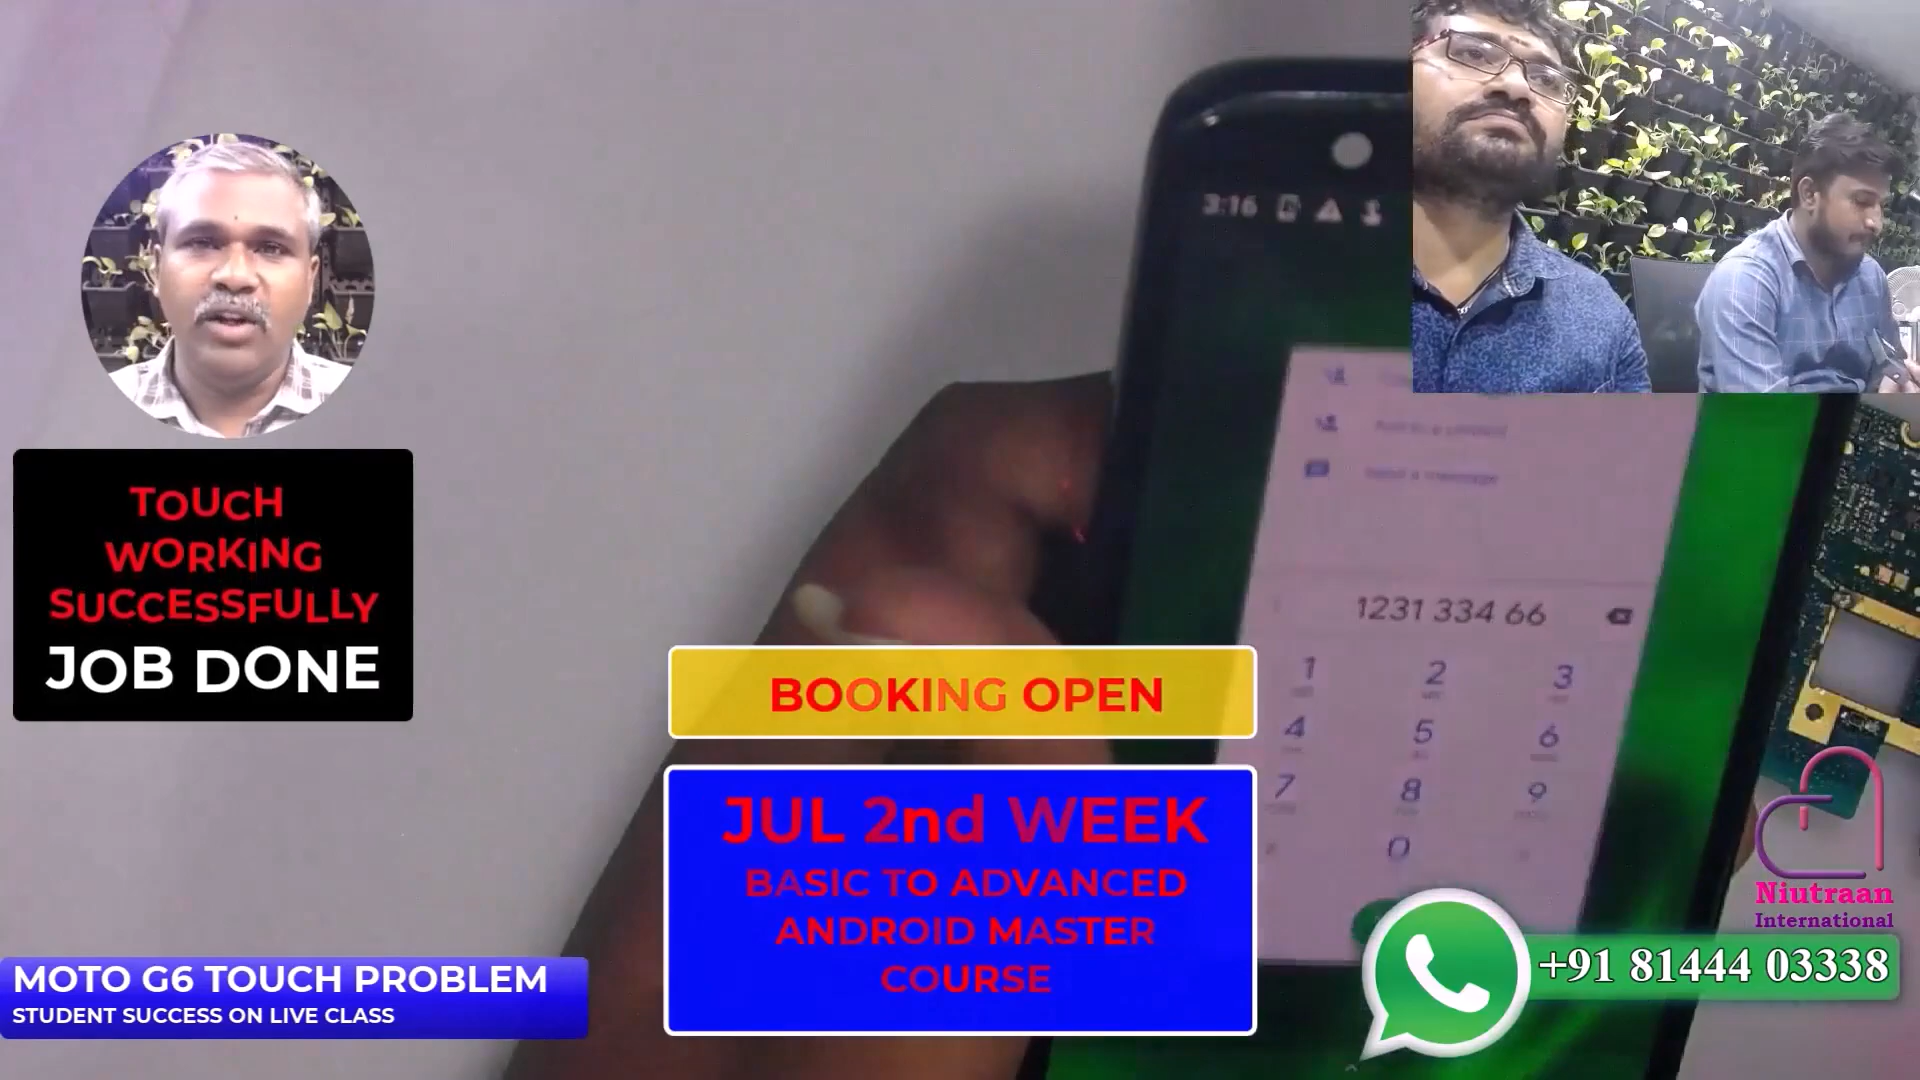 3:16
Send a message
1231 334 66
1
2
3
4
5
6
7
8
9
0
TOUCH
WORKING
SUCCESSFULLY
JOB DONE
BOOKING OPEN
JUL 2nd WEEK
BASIC TO ADVANCED
ANDROID MASTER
COURSE
MOTO G6 TOUCH PROBLEM
STUDENT SUCCESS ON LIVE CLASS
Niutraan
International
+91 81444 03338